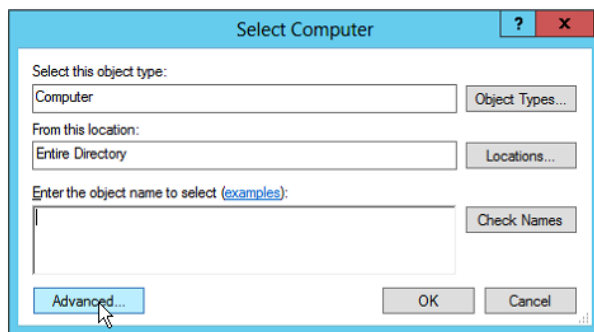 Select Computer
? x
Select this object type:
Computer
Object Types...
From this location:
Entire Directory
Locations...
Enter the object name to select (examples):
Check Names
Advanced...
OK
Cancel